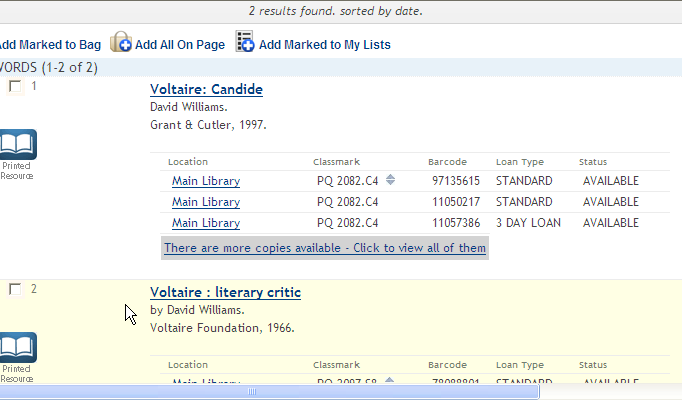 2 results found. sorted by date.
Add Marked to Bag Add All On Page Add Marked to My Lists
WORDS (1-2 of 2)
1 Voltaire: Candide
David Williams.
Grant & Cutler, 1997.
Printed Resource
Location Classmark Barcode Loan Type Status
Main Library PQ 2082.C4 97135615 STANDARD AVAILABLE
Main Library PQ 2082.C4 11050217 STANDARD AVAILABLE
Main Library PQ 2082.C4 11057386 3 DAY LOAN AVAILABLE
There are more copies available - Click to view all of them
2 Voltaire : literary critic
by David Williams.
Voltaire Foundation, 1966.
Printed Resource
Location Classmark Barcode Loan Type Status
Main Library STANDARD AVAILABLE